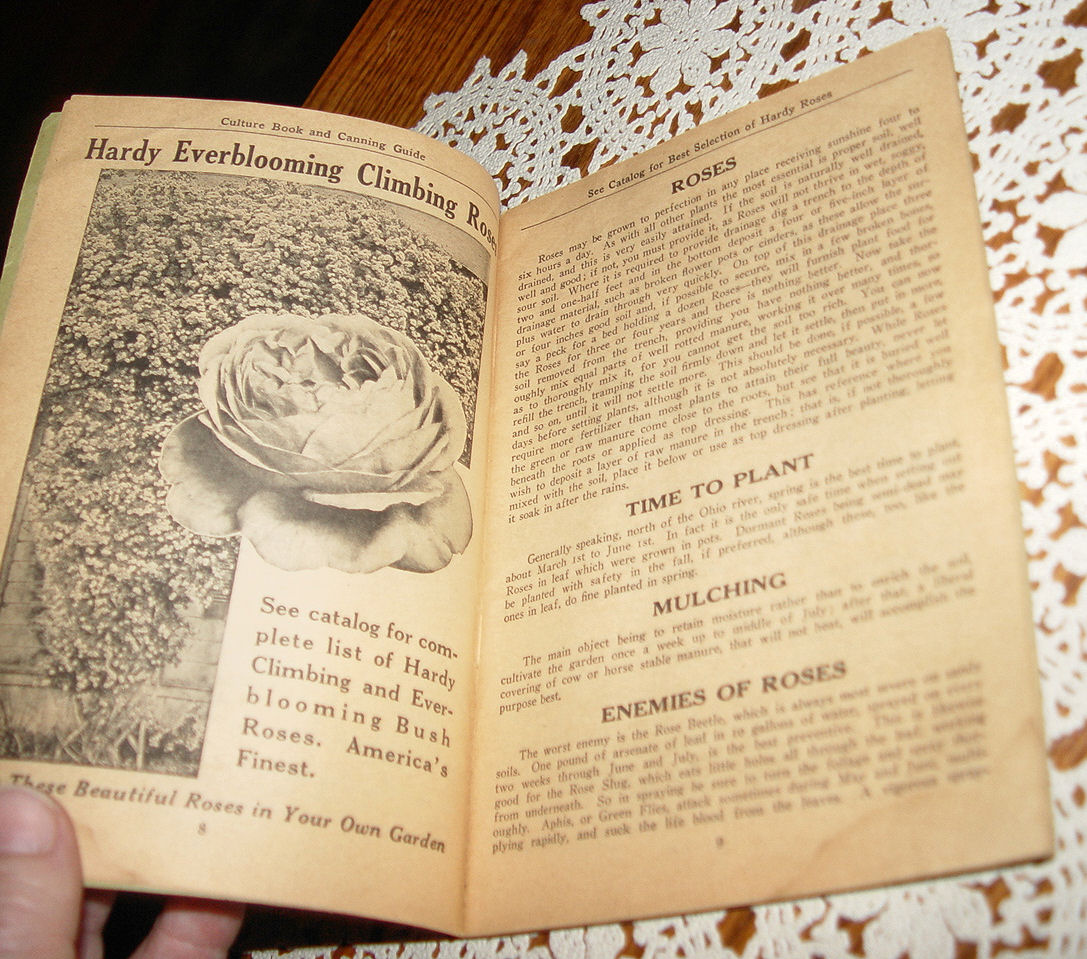 Culture Book and Canning Guide
Hardy Everblooming Climbing Rose
See catalog for com-
plete list of Hardy
Climbing and Ever-
blooming Bush
Roses. America's
Finest.
These Beautiful Roses in Your Own Garden
8
See Catalog for Best Selection of Hardy Roses
ROSES
Roses may be grown to perfection in any place receiving sunshine four to
six hours a day. As with all other plants the most essential is proper soil, well
drained, and this is very easily attained. If the soil is naturally well drained,
well and good; if not, you must provide it, as Roses will not thrive in wet, soggy,
sour soil. Where it is required to provide drainage dig a trench to the depth of
two and one-half feet and in the bottom deposit a four or five-inch layer of
drainage material, such as broken flower pots or cinders, as these allow the sur-
plus water to drain through very quickly. On top of this drainage place three
or four inches good soil and, if possible to secure, mix in a few broken bones,
say a peck for a bed holding a dozen Roses—they will furnish plant food for
the Roses for three or four years and there is nothing better. Now take the
soil removed from the trench, providing you have nothing better, and thor-
oughly mix equal parts of well rotted manure, working it over many times so
as to thoroughly mix it, for you cannot get the soil too rich. You can now
refill the trench, tramping the soil firmly down and let it settle, then put in more,
and so on, until it will not settle more. This should be done, if possible, a few
days before setting plants, although it is not absolutely necessary. While Roses
require more fertilizer than most plants to attain their full beauty, do not let
the green or raw manure come close to the roots, but see that it is buried well
beneath the roots or applied as top dressing. This has reference when you
wish to deposit a layer of raw manure in the trench; that is, if not thoroughly
mixed with the soil, place it below or use as top dressing after planting, letting
it soak in after the rains.
TIME TO PLANT
Generally speaking, north of the Ohio river, spring is the best time to plant,
about March 1st to June 1st. In fact it is the only safe time when setting out
Roses in leaf which were grown in pots. Dormant Roses being semi-dead may
be planted with safety in the fall, if preferred, although these, too, like the
ones in leaf, do fine planted in spring.
MULCHING
The main object being to retain moisture rather than to enrich the soil,
cultivate the garden once a week up to middle of July; after that, a liberal
covering of cow or horse stable manure, that will not heat, will accomplish the
purpose best.
ENEMIES OF ROSES
The worst enemy is the Rose Beetle, which is always most severe on sandy
soils. One pound of arsenate of lead in 10 gallons of water, sprayed on every
two weeks through June and July, is the best preventive. This is also
good for the Rose Slug, which eats little holes all through the leaf, working
from underneath. So in spraying be sure to turn the hose and spray thor-
oughly. Aphis, or Green Flies, attack sometimes during May and June, multi-
plying rapidly, and suck the life blood from the leaves. A vigorous spray
9